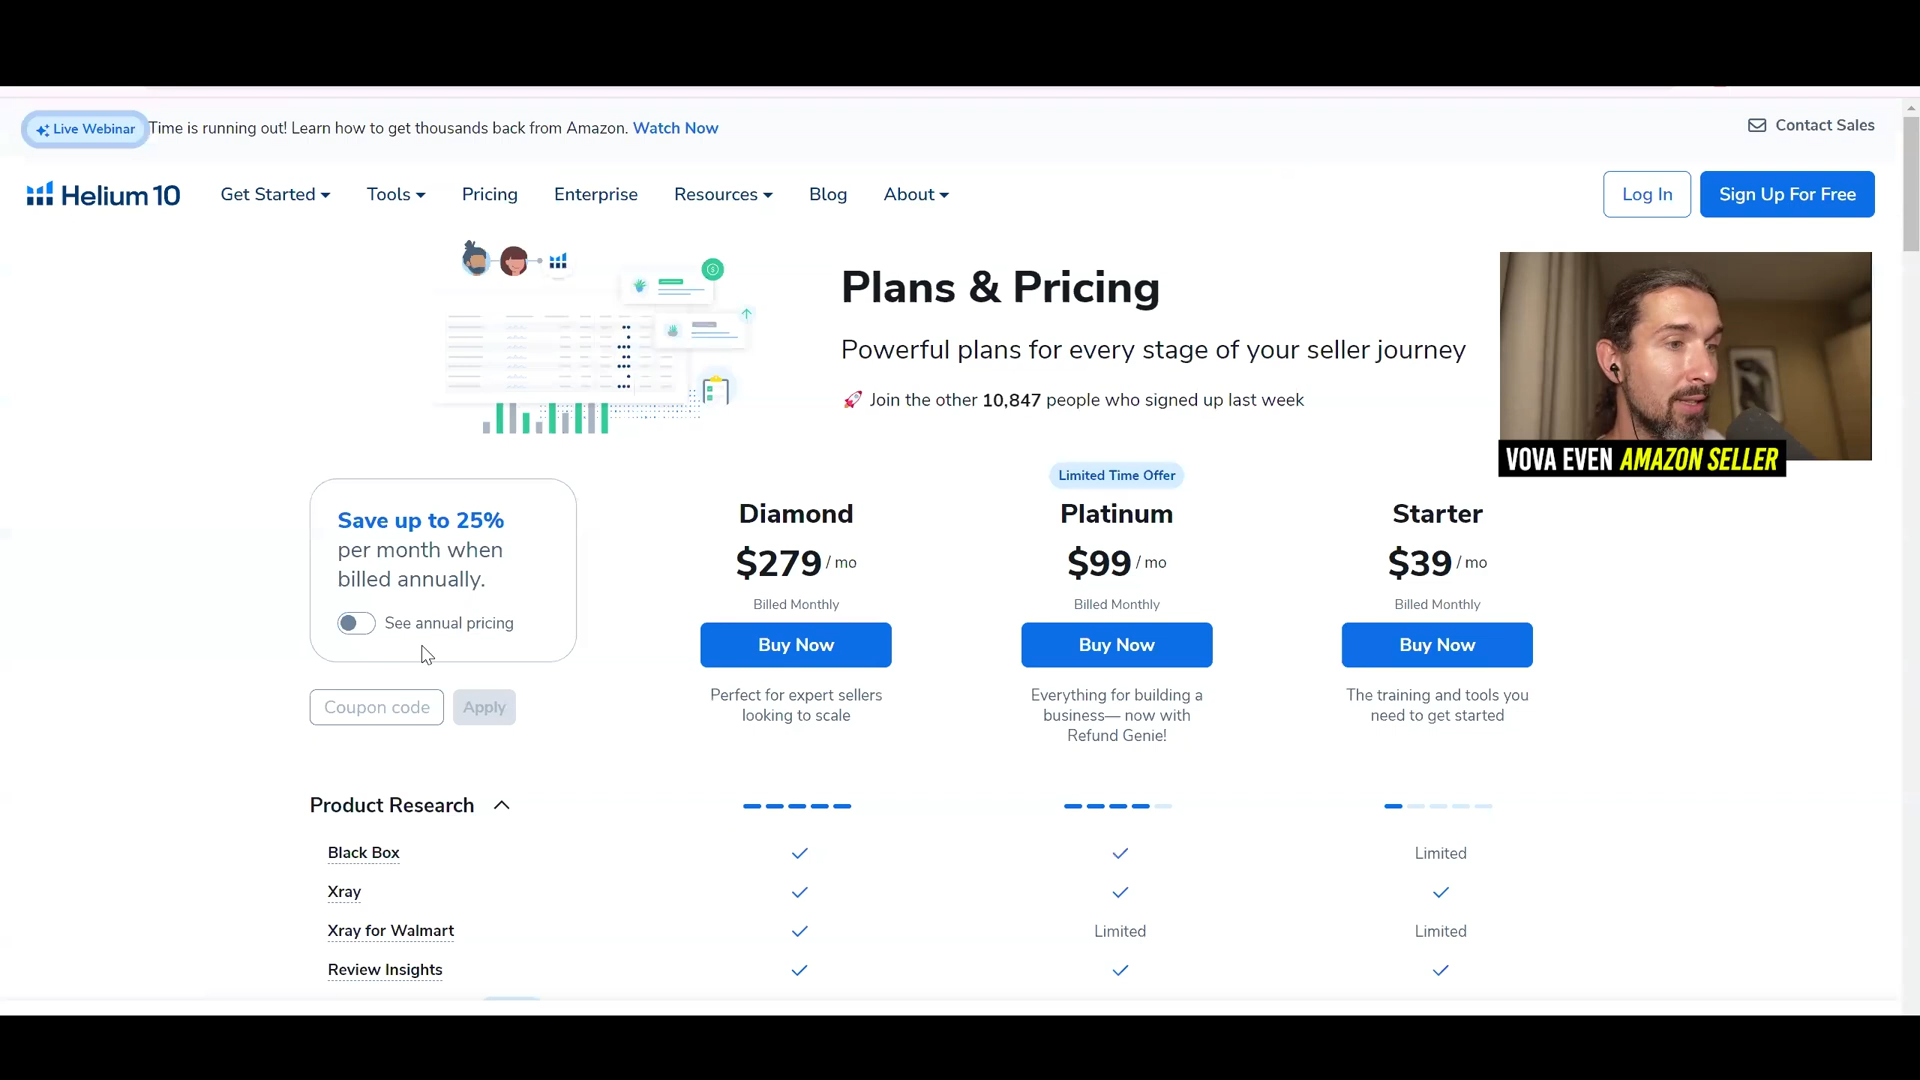 Live Webinar Time is running out! Learn how to get thousands back from Amazon. Watch Now
Contact Sales
Helium 10
Get Started
Tools
Pricing
Enterprise
Resources
Blog
About
Log In
Sign Up For Free
Plans & Pricing
Powerful plans for every stage of your seller journey
🚀 Join the other 10,847 people who signed up last week
VOVA EVEN AMAZON SELLER
Save up to 25%
per month when
billed annually.
See annual pricing
Coupon code
Apply
Diamond
$279 / mo
Billed Monthly
Buy Now
Perfect for expert sellers
looking to scale
Limited Time Offer
Platinum
$99 / mo
Billed Monthly
Buy Now
Everything for building a
business— now with
Refund Genie!
Starter
$39 / mo
Billed Monthly
Buy Now
The training and tools you
need to get started
Product Research
Black Box
Limited
Xray
Xray for Walmart
Limited
Limited
Review Insights